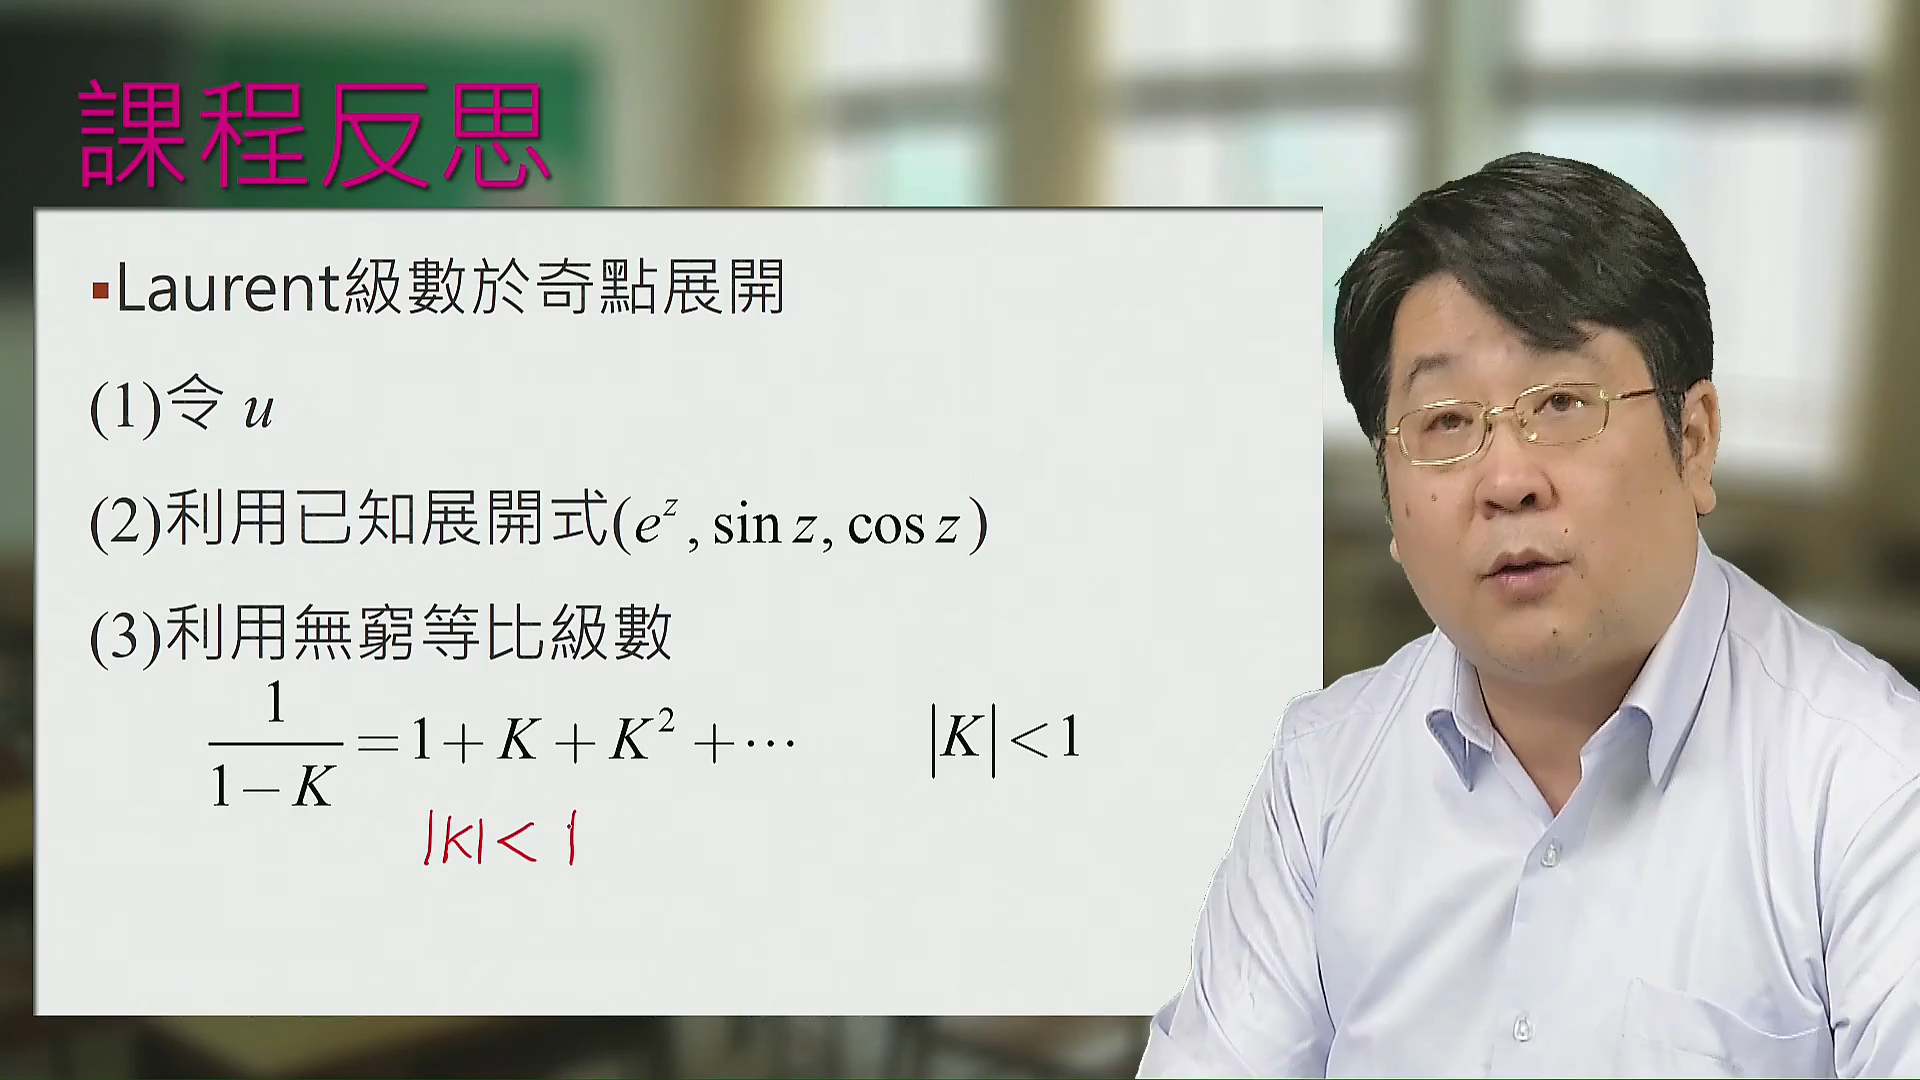 課程反思
▪Laurent級數於奇點展開
(1)令 u
(2)利用已知展開式(e^z, sin z, cos z)
(3)利用無窮等比級數
1/(1−K) = 1 + K + K² + ⋯ |K| < 1
|K| < 1